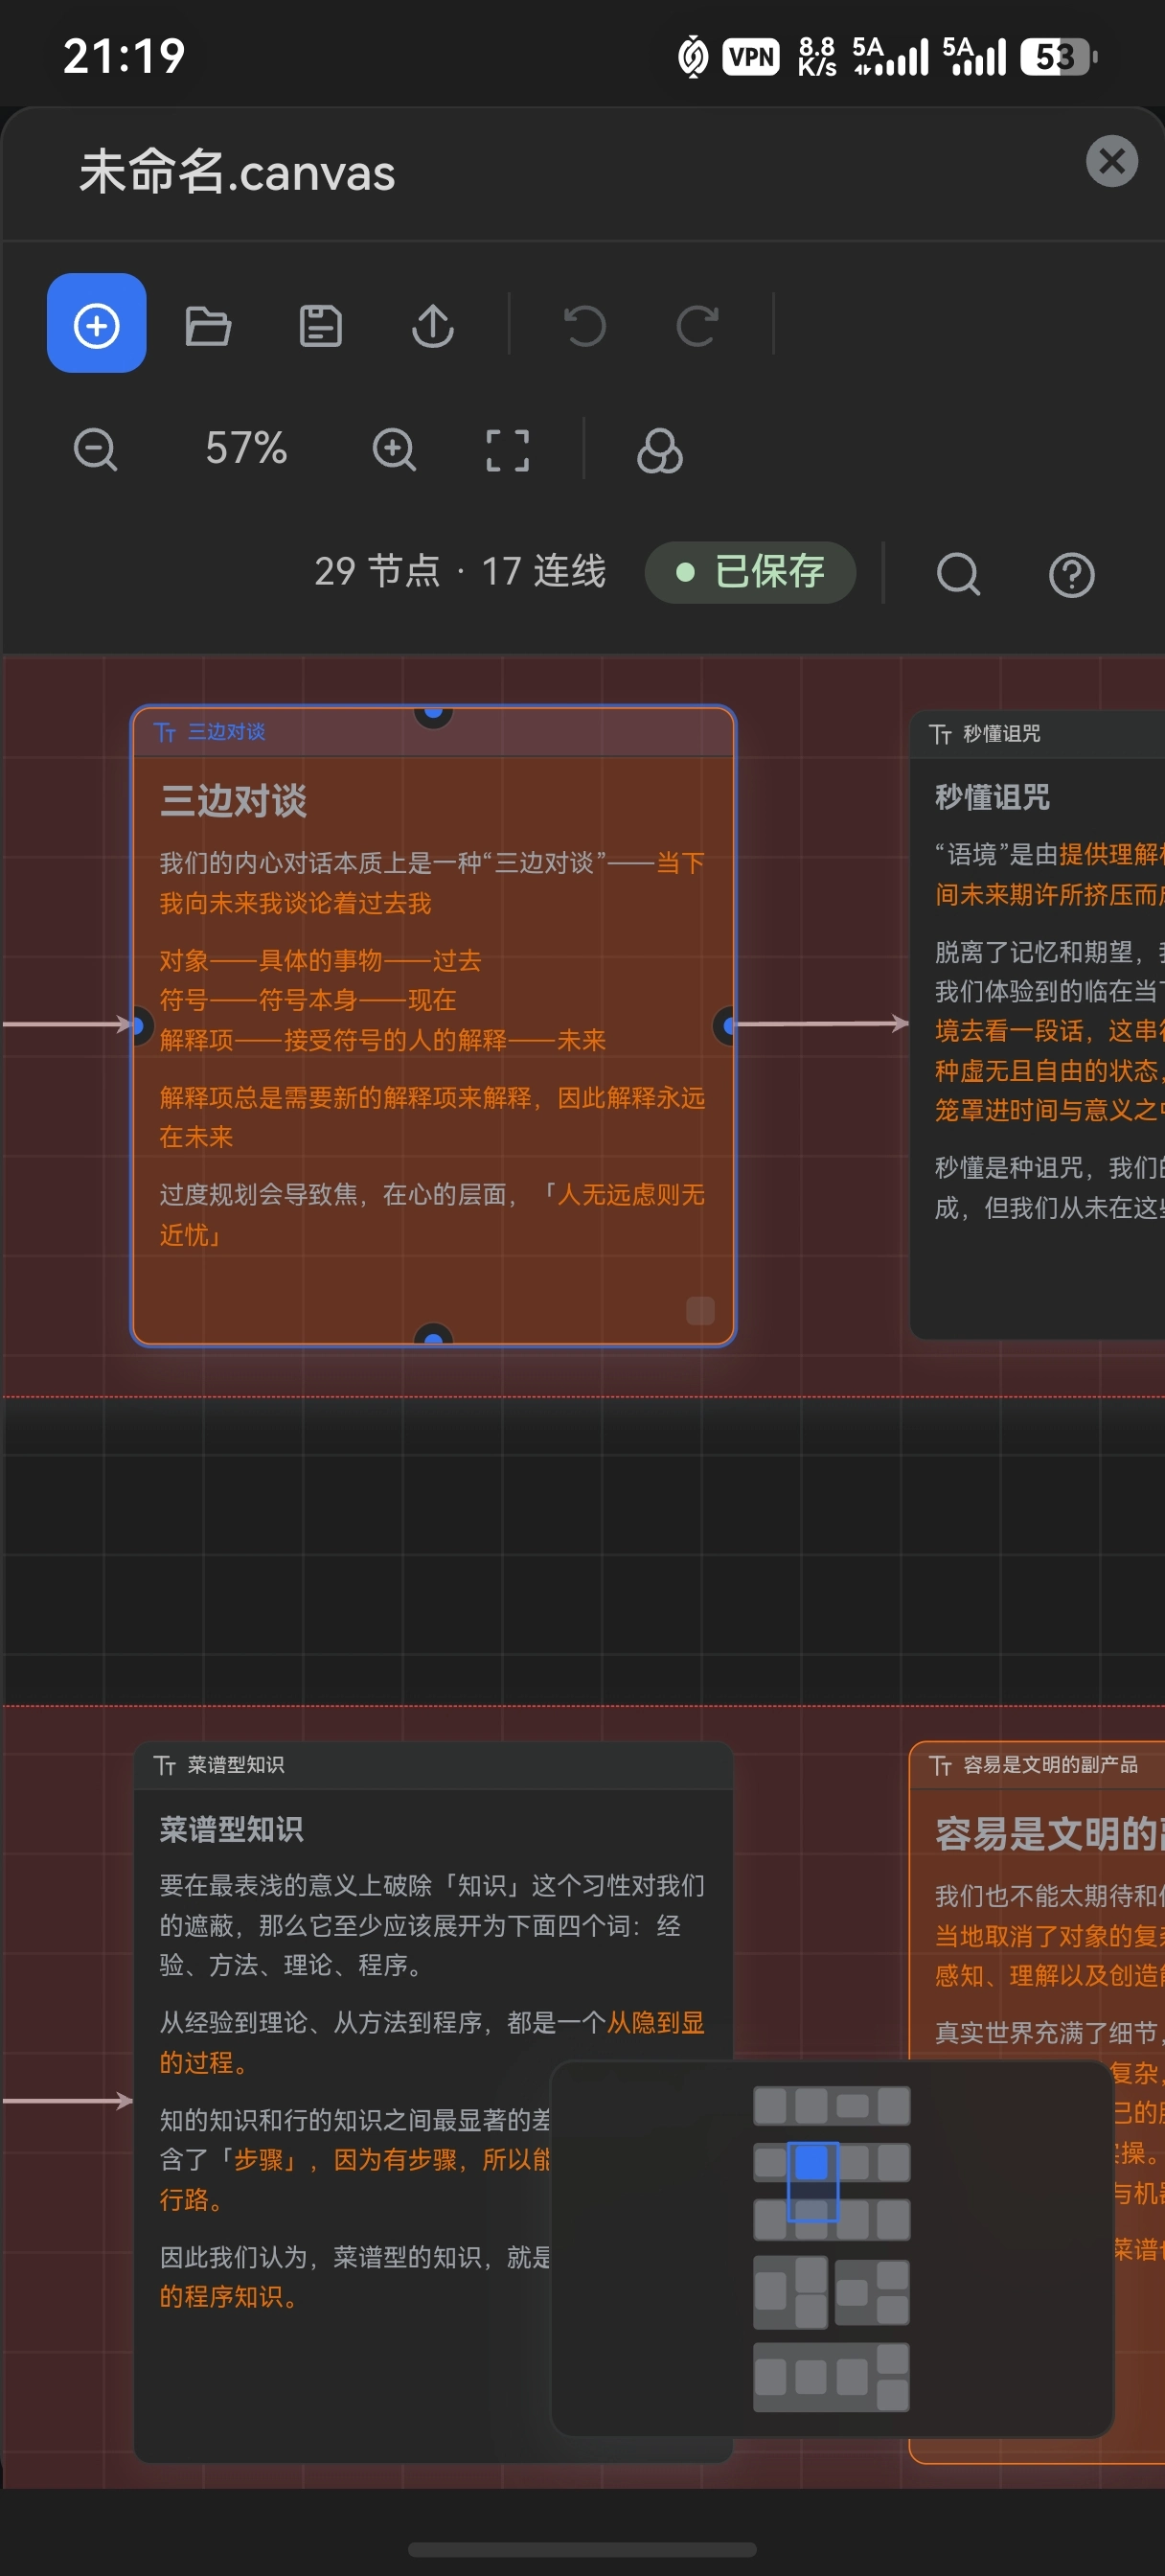 21:19
VPN
8.8
K/s
5A
5A
53
未命名.canvas
57%
29 节点 · 17 连线
已保存
三边对谈
三边对谈
我们的内心对话本质上是一种“三边对谈”——当下
我向未来我谈论着过去我
对象——具体的事物——过去
符号——符号本身——现在
解释项——接受符号的人的解释——未来
解释项总是需要新的解释项来解释，因此解释永远
在未来
过度规划会导致焦，在心的层面，「人无远虑则无
近忧」
秒懂诅咒
秒懂诅咒
“语境”是由提供理解
间未来期许所挤压而
脱离了记忆和期望，
我们体验到的临在当
境去看一段话，这串
种虚无且自由的状态，
笼罩进时间与意义之
秒懂是种诅咒，我们
成，但我们从未在这
菜谱型知识
菜谱型知识
要在最表浅的意义上破除「知识」这个习性对我们
的遮蔽，那么它至少应该展开为下面四个词：经
验、方法、理论、程序。
从经验到理论、从方法到程序，都是一个从隐到显
的过程。
知的知识和行的知识之间最显著的差
含了「步骤」，因为有步骤，所以能
行路。
因此我们认为，菜谱型的知识，就是
的程序知识。
容易是文明的副产品
容易是文明的
我们也不能太期待和
当地取消了对象的复
感知、理解以及创造
真实世界充满了细节，
复杂，
己的
操。
与机
菜谱